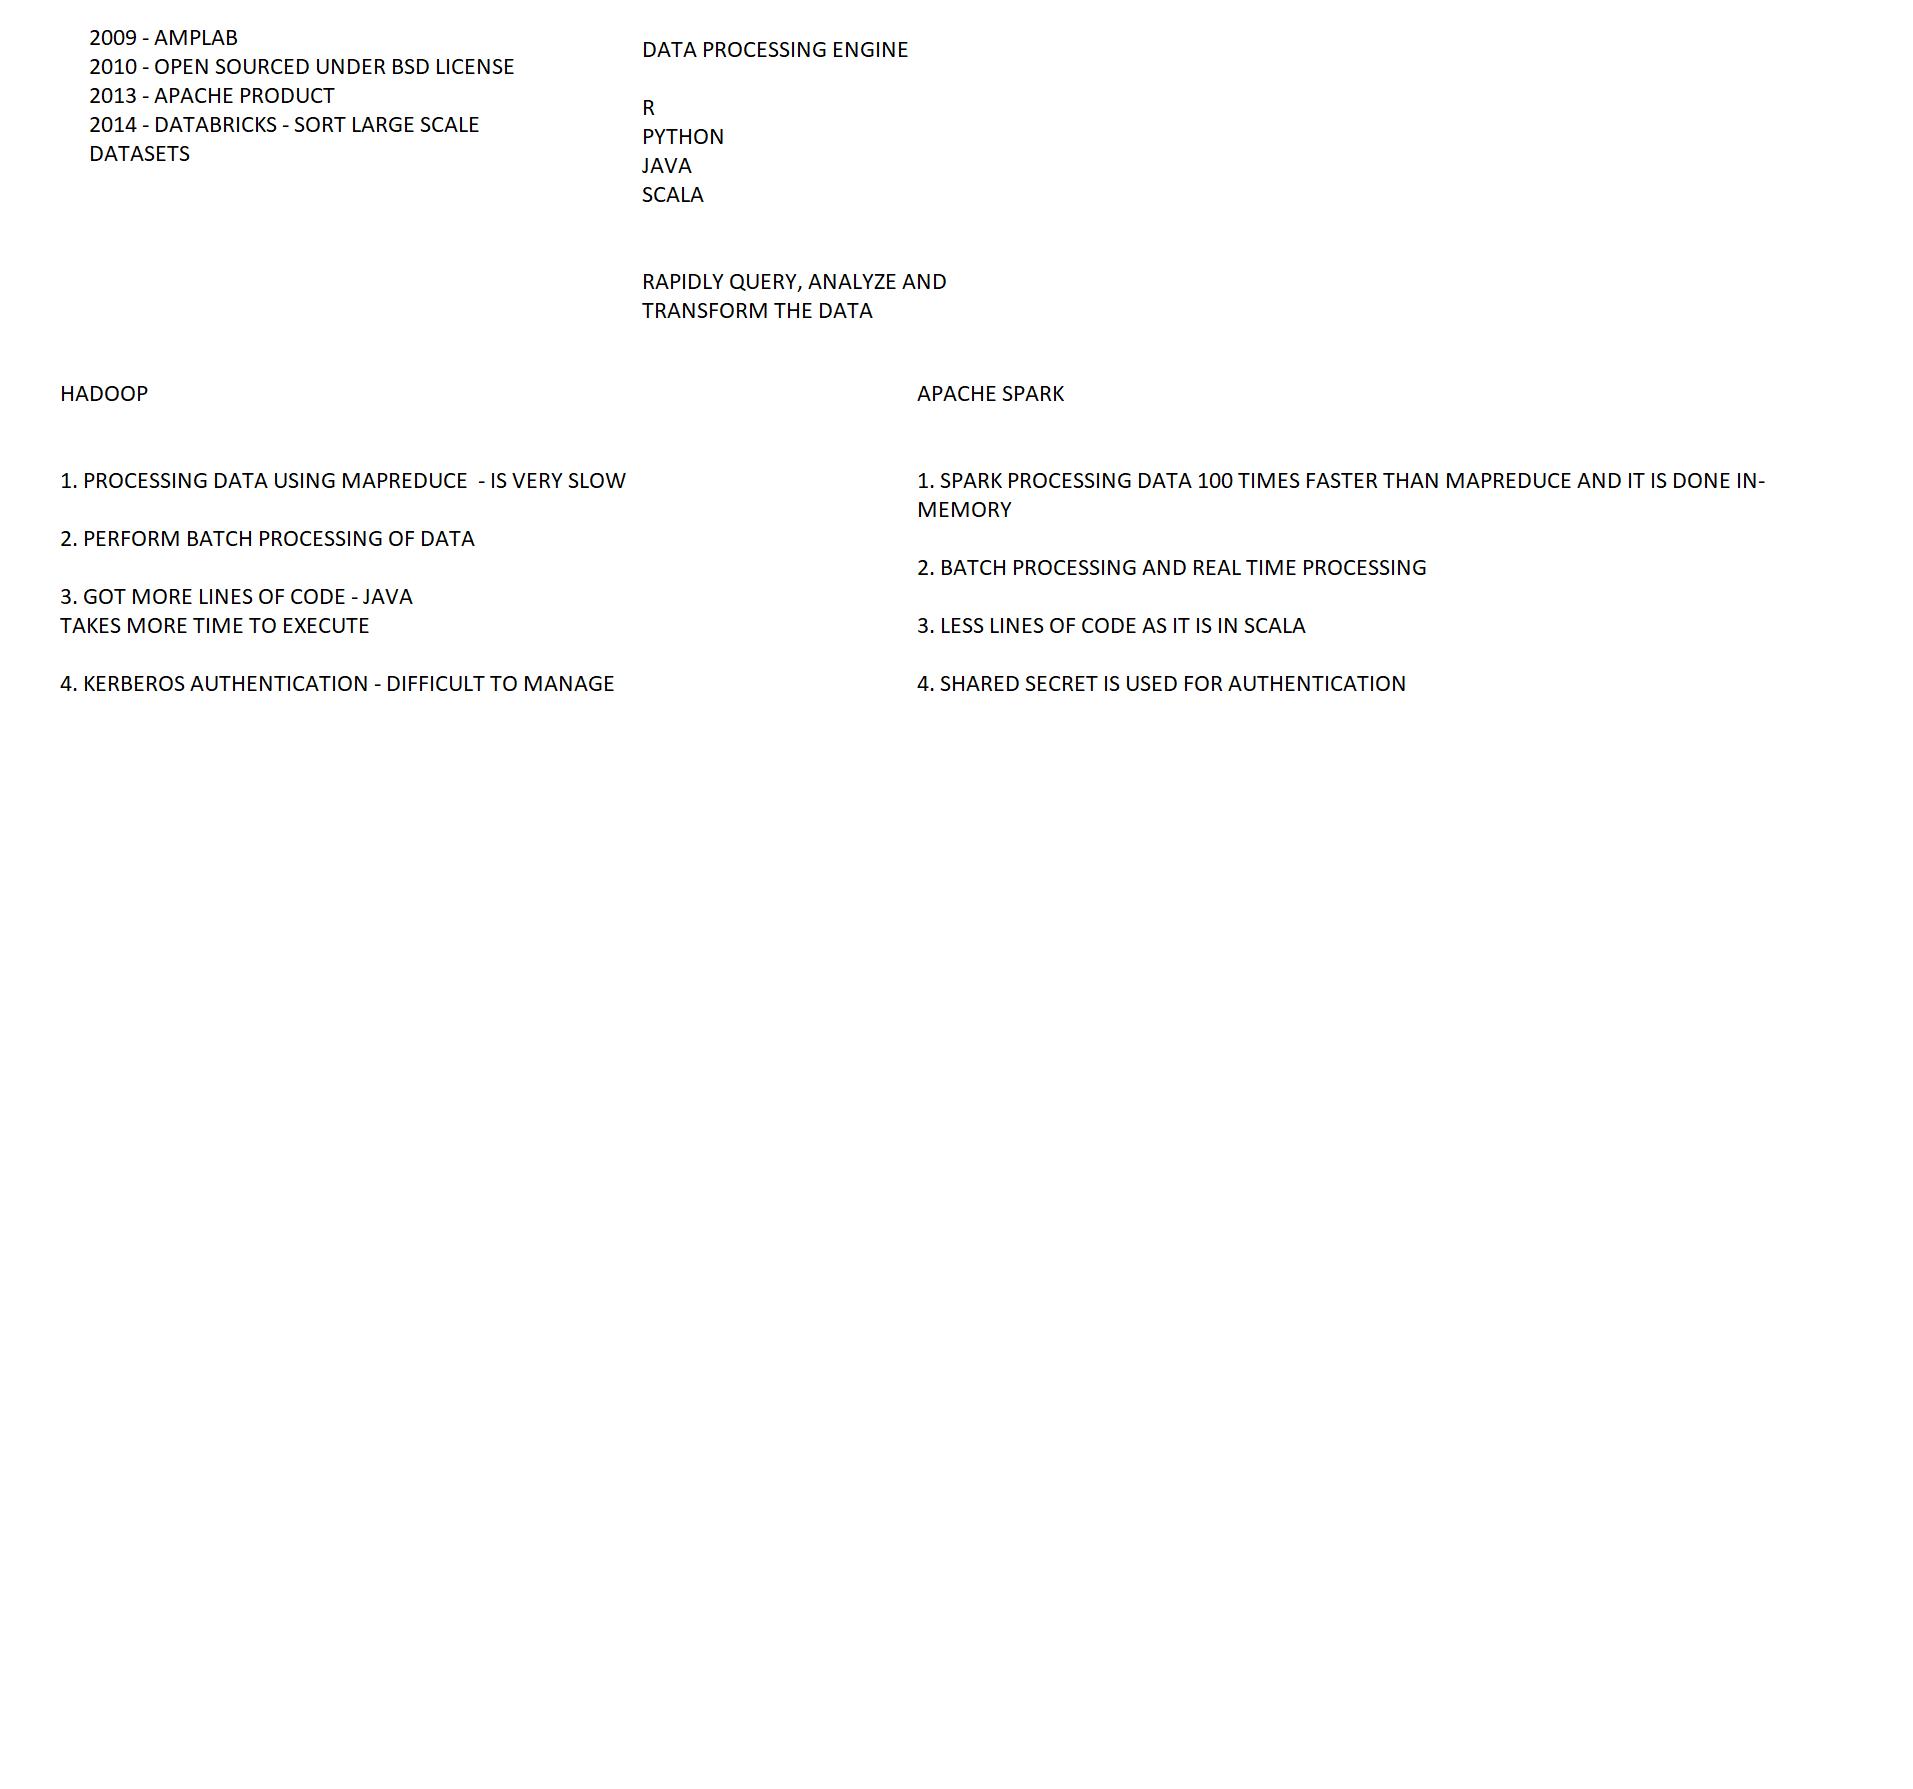 2009 - AMPLAB
2010 - OPEN SOURCED UNDER BSD LICENSE
2013 - APACHE PRODUCT
2014 - DATABRICKS - SORT LARGE SCALE
DATASETS
DATA PROCESSING ENGINE
R
PYTHON
JAVA
SCALA
RAPIDLY QUERY, ANALYZE AND
TRANSFORM THE DATA
HADOOP
1. PROCESSING DATA USING MAPREDUCE  - IS VERY SLOW
2. PERFORM BATCH PROCESSING OF DATA
3. GOT MORE LINES OF CODE - JAVA
TAKES MORE TIME TO EXECUTE
4. KERBEROS AUTHENTICATION - DIFFICULT TO MANAGE
APACHE SPARK
1. SPARK PROCESSING DATA 100 TIMES FASTER THAN MAPREDUCE AND IT IS DONE IN-
MEMORY
2. BATCH PROCESSING AND REAL TIME PROCESSING
3. LESS LINES OF CODE AS IT IS IN SCALA
4. SHARED SECRET IS USED FOR AUTHENTICATION